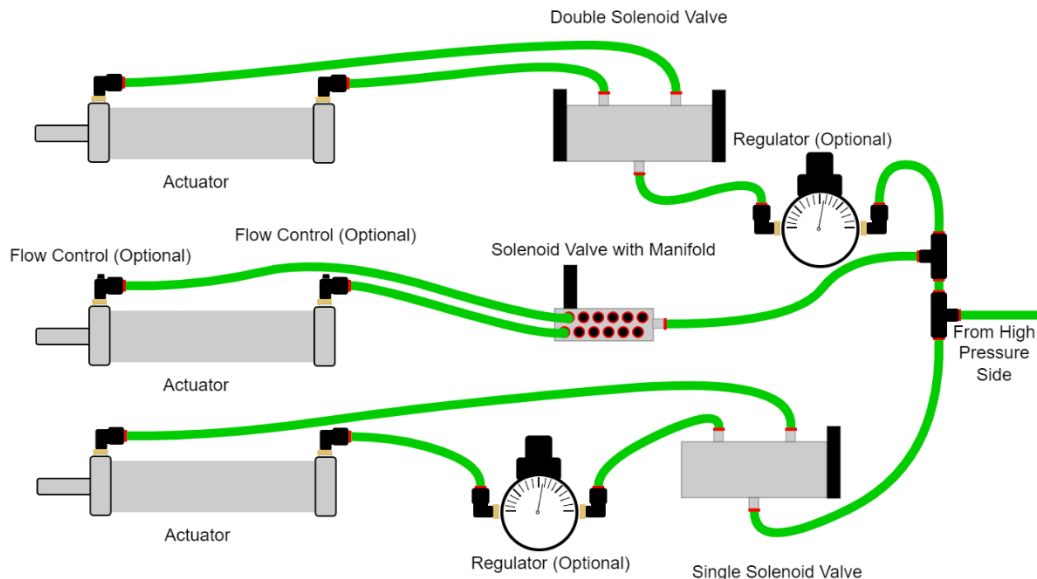 Double Solenoid Valve
Regulator (Optional)
Actuator
Flow Control (Optional)
Flow Control (Optional)
Solenoid Valve with Manifold
From High
Pressure
Side
Actuator
Actuator
Regulator (Optional)
Single Solenoid Valve